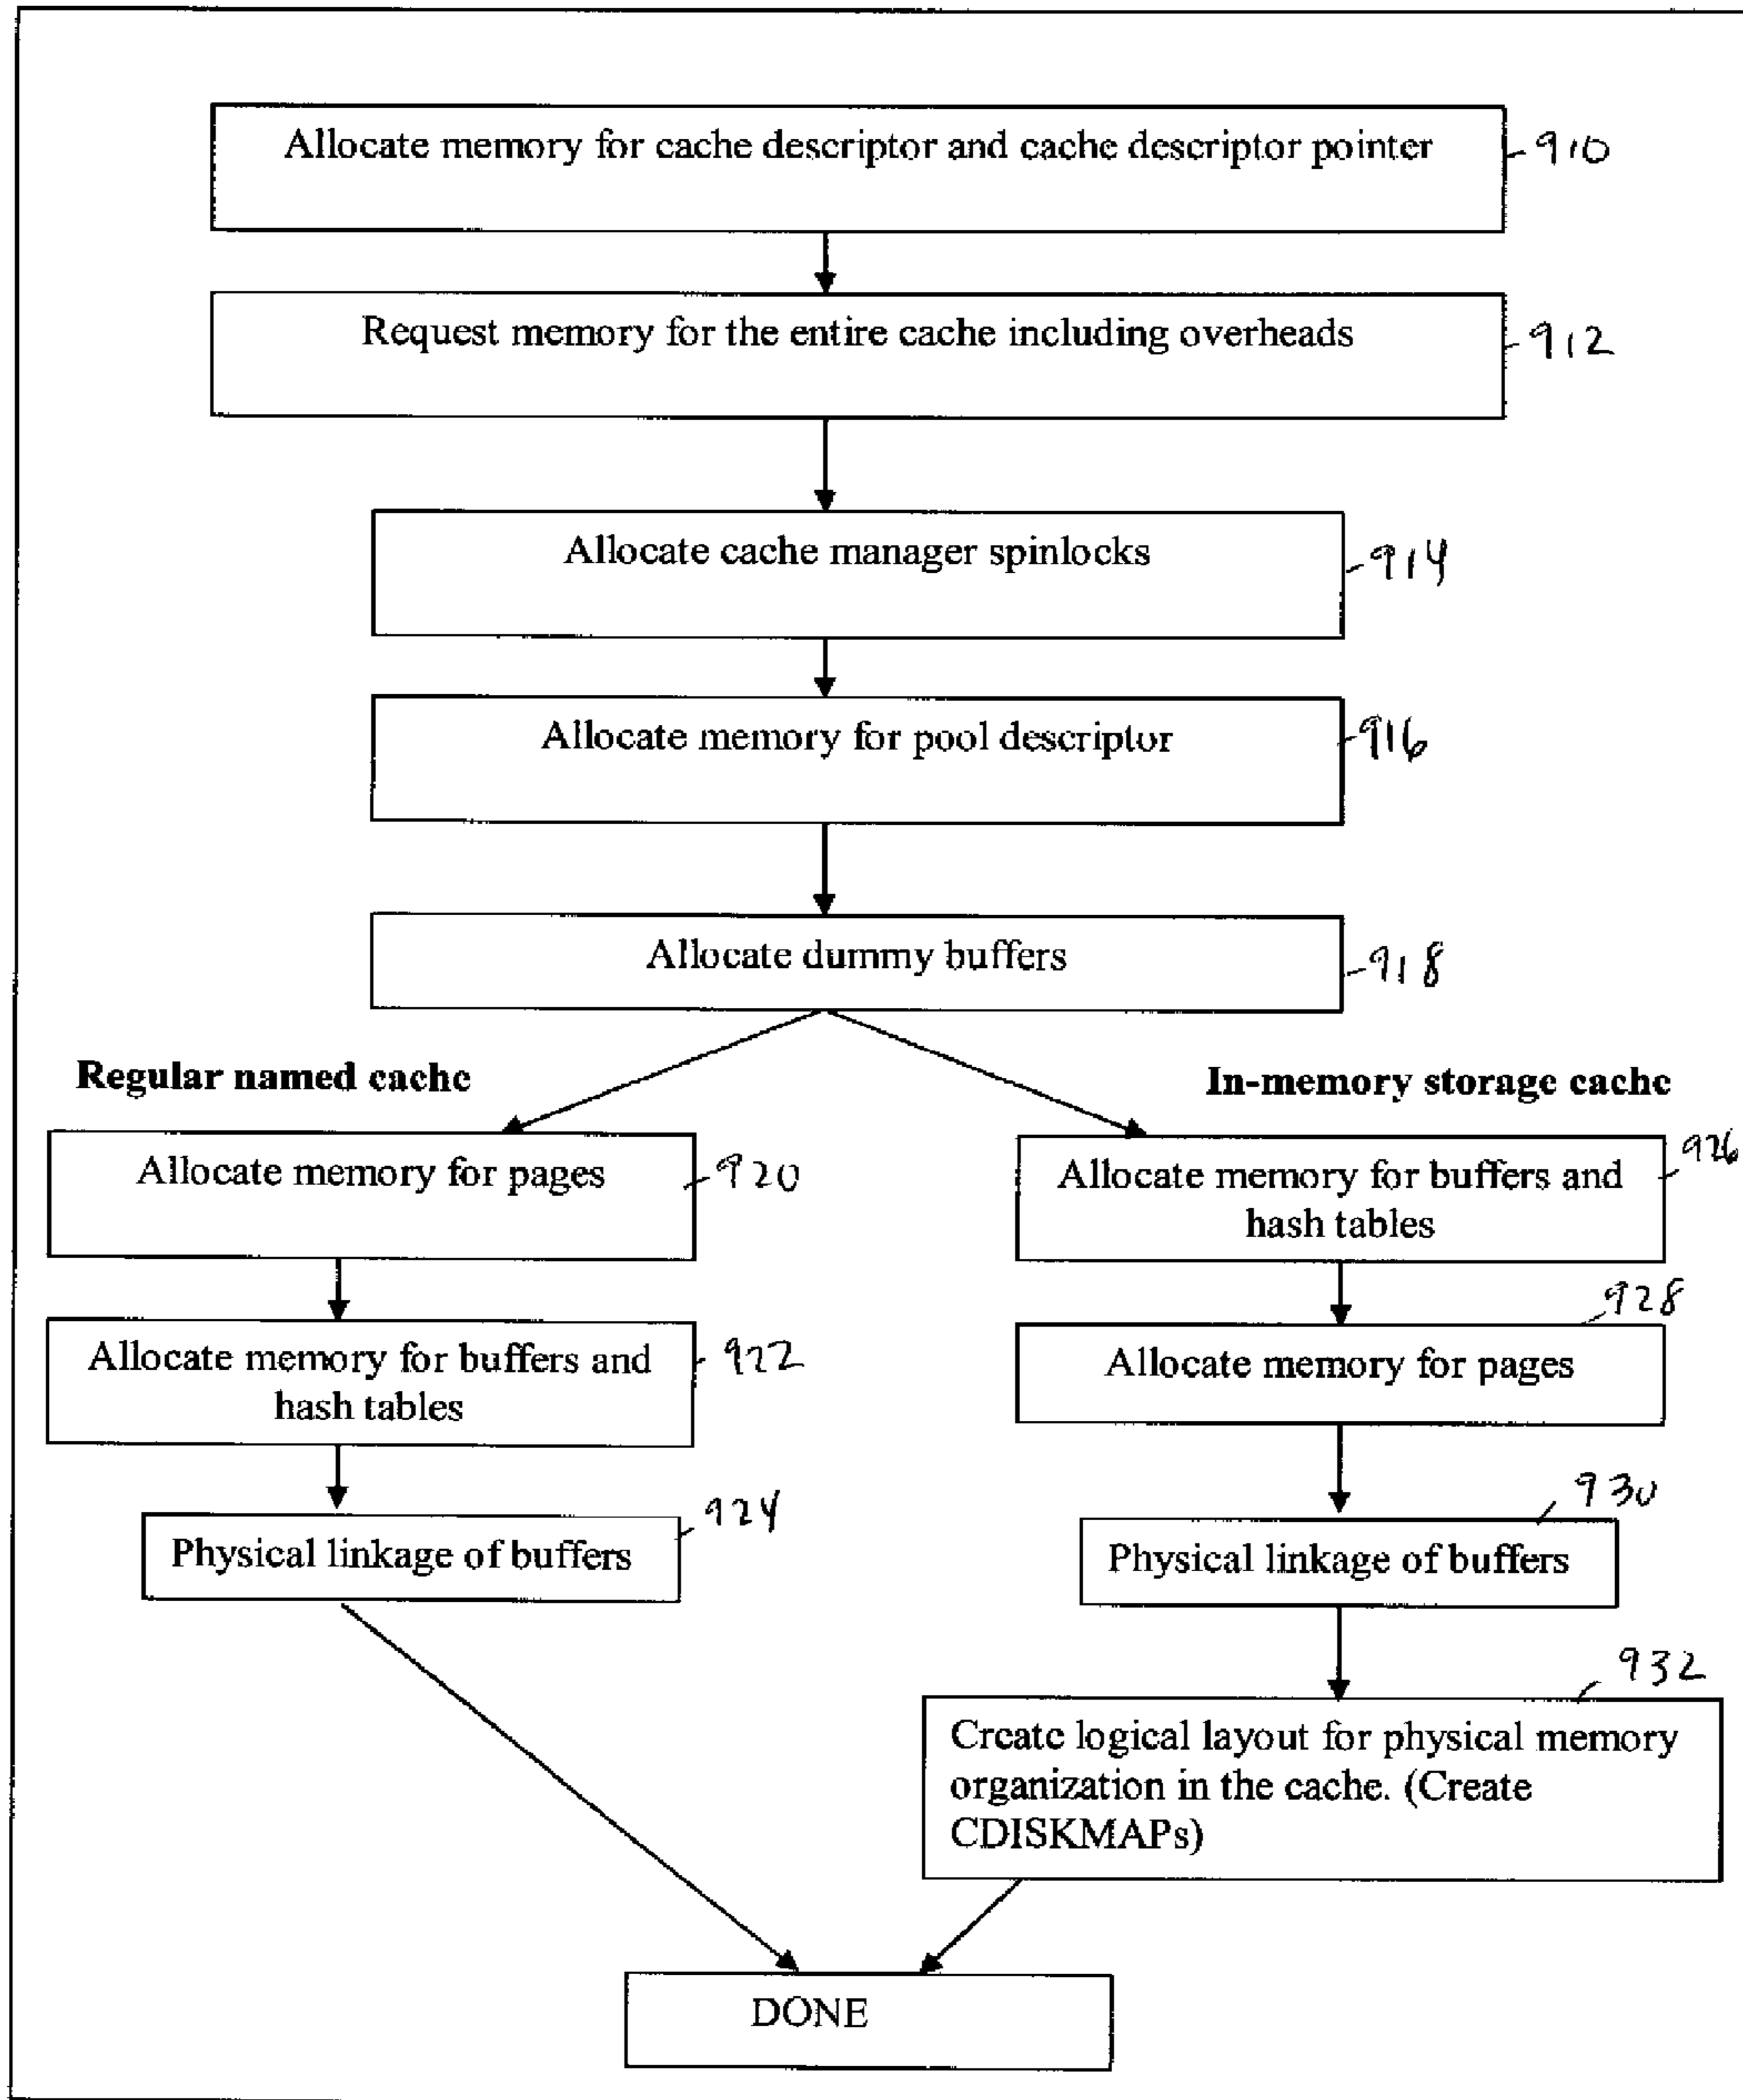 Allocate memory for cache descriptor and cache descriptor pointer
910
Request memory for the entire cache including overheads
912
Allocate cache manager spinlocks
914
Allocate memory for pool descriptor
916
Allocate dummy buffers
918
Regular named cache
In-memory storage cache
Allocate memory for pages
920
Allocate memory for buffers and
hash tables
926
Allocate memory for buffers and
hash tables
922
Allocate memory for pages
928
Physical linkage of buffers
924
Physical linkage of buffers
930
Create logical layout for physical memory
organization in the cache. (Create
CDISKMAPs)
932
DONE